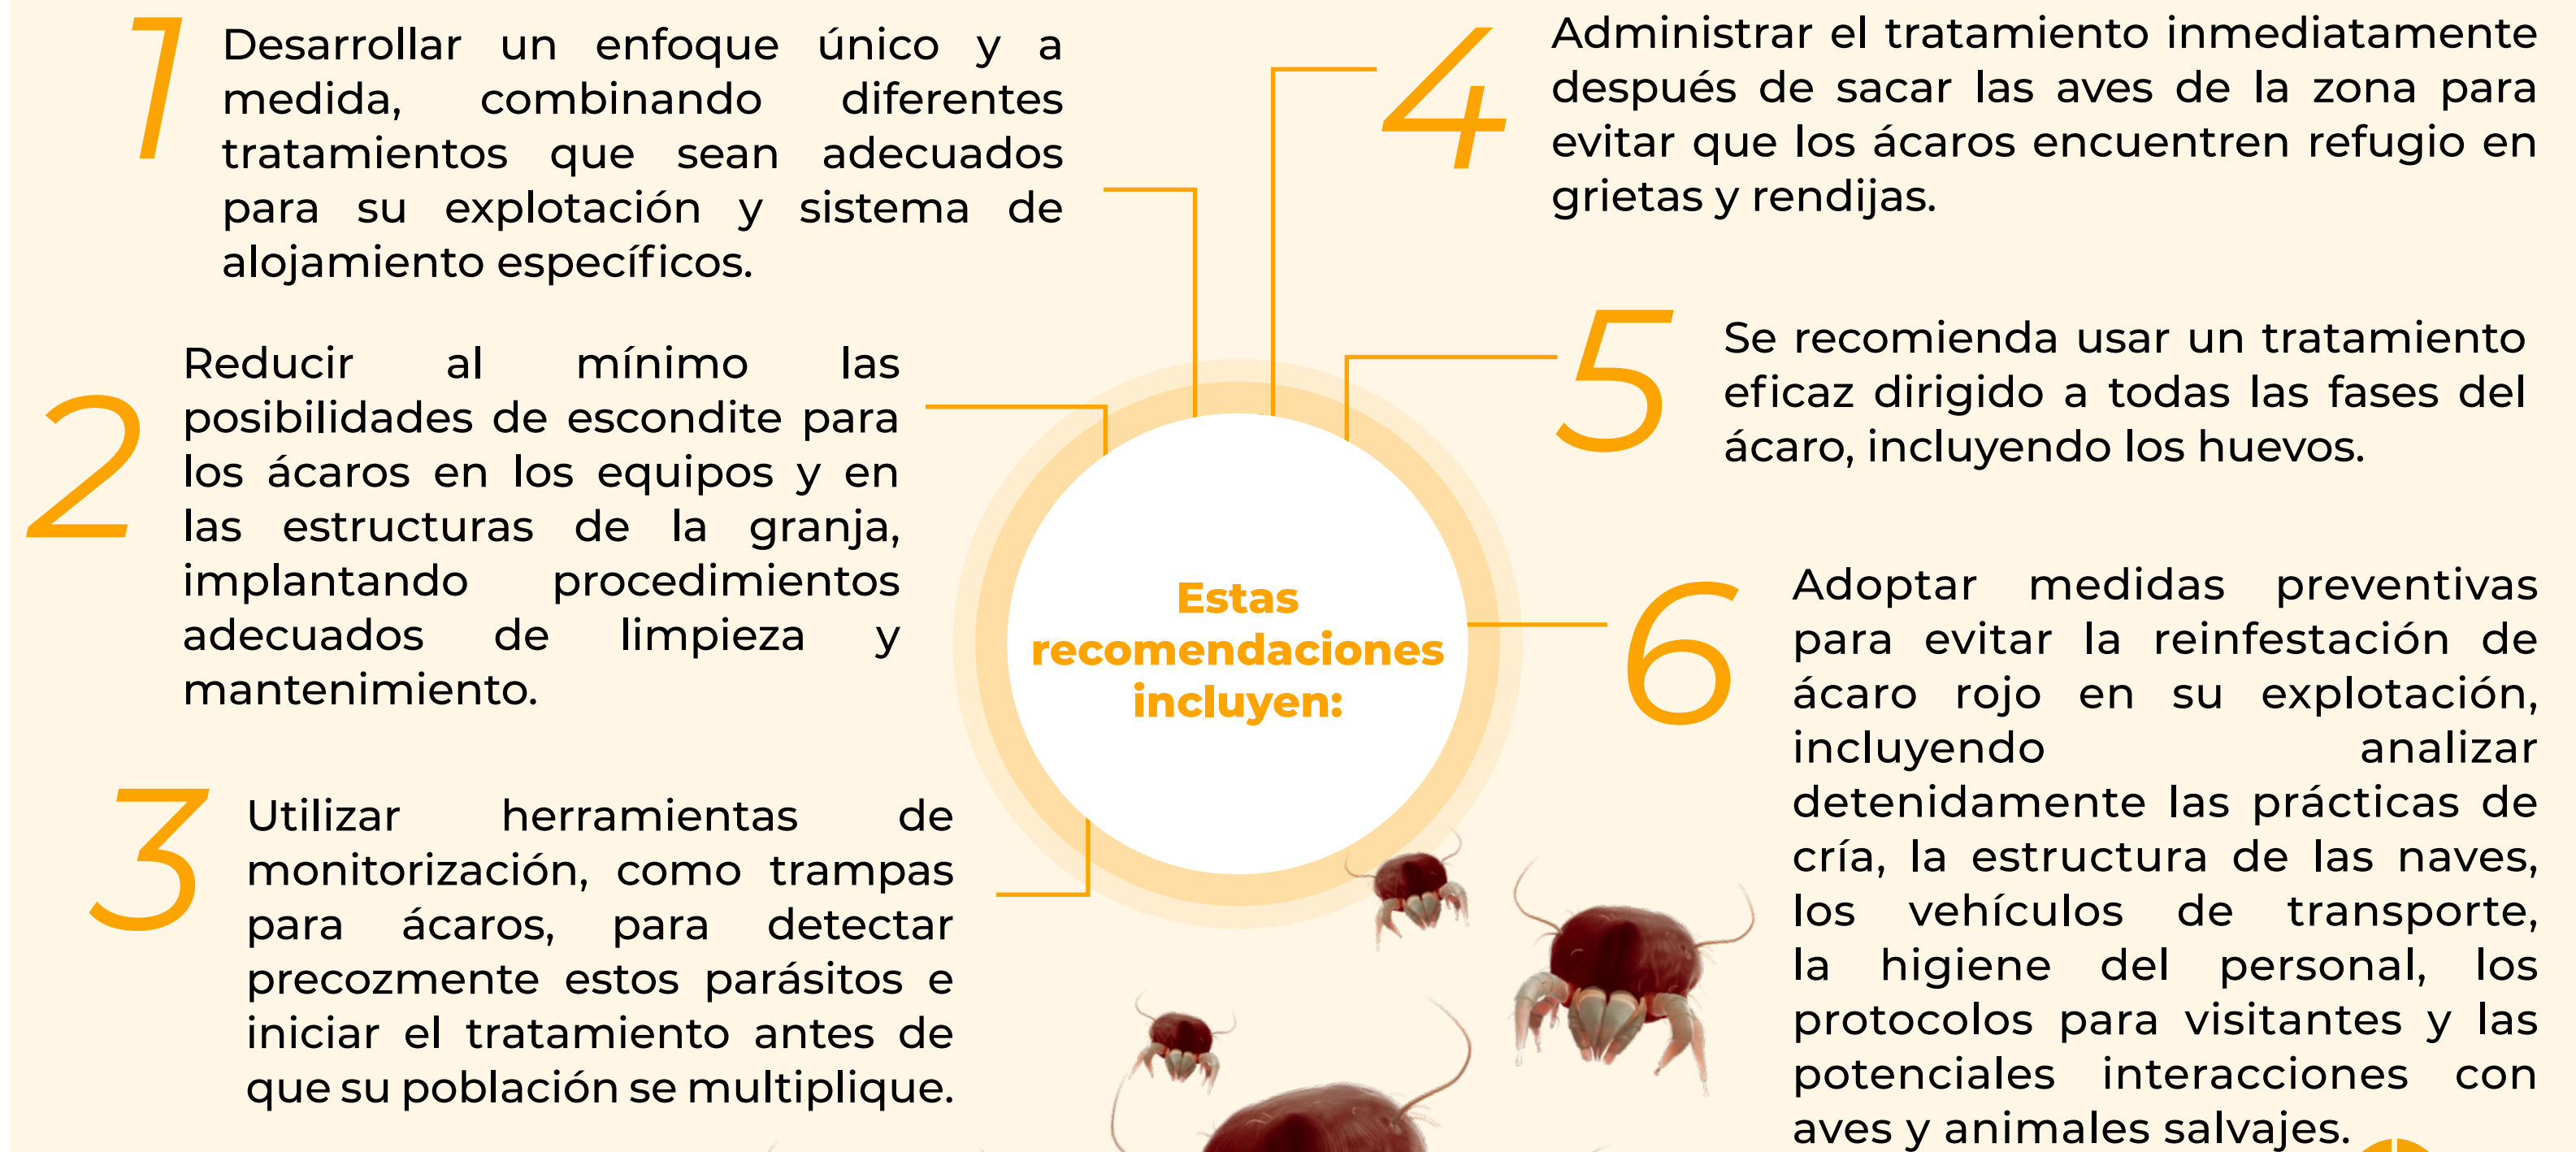 1
Desarrollar un enfoque único y a
medida, combinando diferentes
tratamientos que sean adecuados
para su explotación y sistema de
alojamiento específicos.
2
Reducir al mínimo las
posibilidades de escondite para
los ácaros en los equipos y en
las estructuras de la granja,
implantando procedimientos
adecuados de limpieza y
mantenimiento.
3
Utilizar herramientas de
monitorización, como trampas
para ácaros, para detectar
precozmente estos parásitos e
iniciar el tratamiento antes de
que su población se multiplique.
Estas
recomendaciones
incluyen:
4
Administrar el tratamiento inmediatamente
después de sacar las aves de la zona para
evitar que los ácaros encuentren refugio en
grietas y rendijas.
5
Se recomienda usar un tratamiento
eficaz dirigido a todas las fases del
ácaro, incluyendo los huevos.
6
Adoptar medidas preventivas
para evitar la reinfestación de
ácaro rojo en su explotación,
incluyendo analizar
detenidamente las prácticas de
cría, la estructura de las naves,
los vehículos de transporte,
la higiene del personal, los
protocolos para visitantes y las
potenciales interacciones con
aves y animales salvajes.